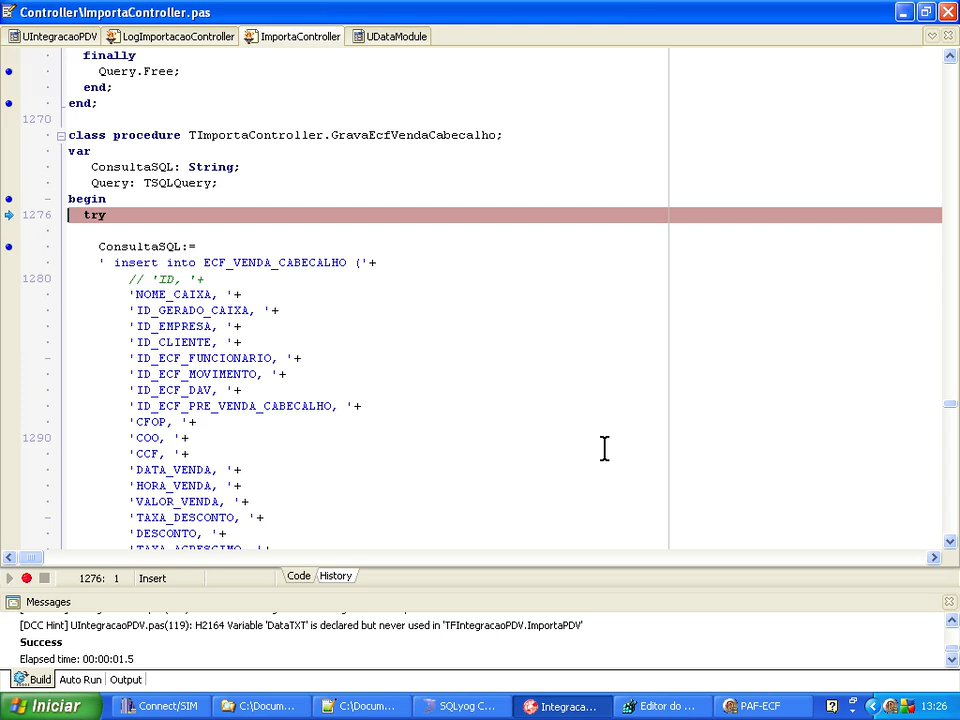 Controller\ImportaController.pas
UIntegracaoPDV LogImportacaoController ImportaController UDataModule
finally
Query.Free;
end;
end;
1270
class procedure TImportaController.GravaEcfVendaCabecalho;
var
ConsultaSQL: String;
Query: TSQLQuery;
begin
1276 try
ConsultaSQL:=
' insert into ECF_VENDA_CABECALHO ('+
1280 // 'ID, '+
'NOME_CAIXA, '+
'ID_GERADO_CAIXA, '+
'ID_EMPRESA, '+
'ID_CLIENTE, '+
'ID_ECF_FUNCIONARIO, '+
'ID_ECF_MOVIMENTO, '+
'ID_ECF_DAV, '+
'ID_ECF_PRE_VENDA_CABECALHO, '+
'CFOP, '+
1290 'COO, '+
'CCF, '+
'DATA_VENDA, '+
'HORA_VENDA, '+
'VALOR_VENDA, '+
'TAXA_DESCONTO, '+
'DESCONTO, '+
'TAXA_ACRESCIMO, '+
1276: 1 Insert Code History
Messages
[DCC Hint] UIntegracaoPDV.pas(119): H2164 Variable 'DataTXT' is declared but never used in 'TFIntegracaoPDV.ImportaPDV'
Success
Elapsed time: 00:00:01.5
Build Auto Run Output
Iniciar Connect/SIM C:\Docum... C:\Docum... SQLyog C... Integraca... Editor do ... PAF-ECF 13:26